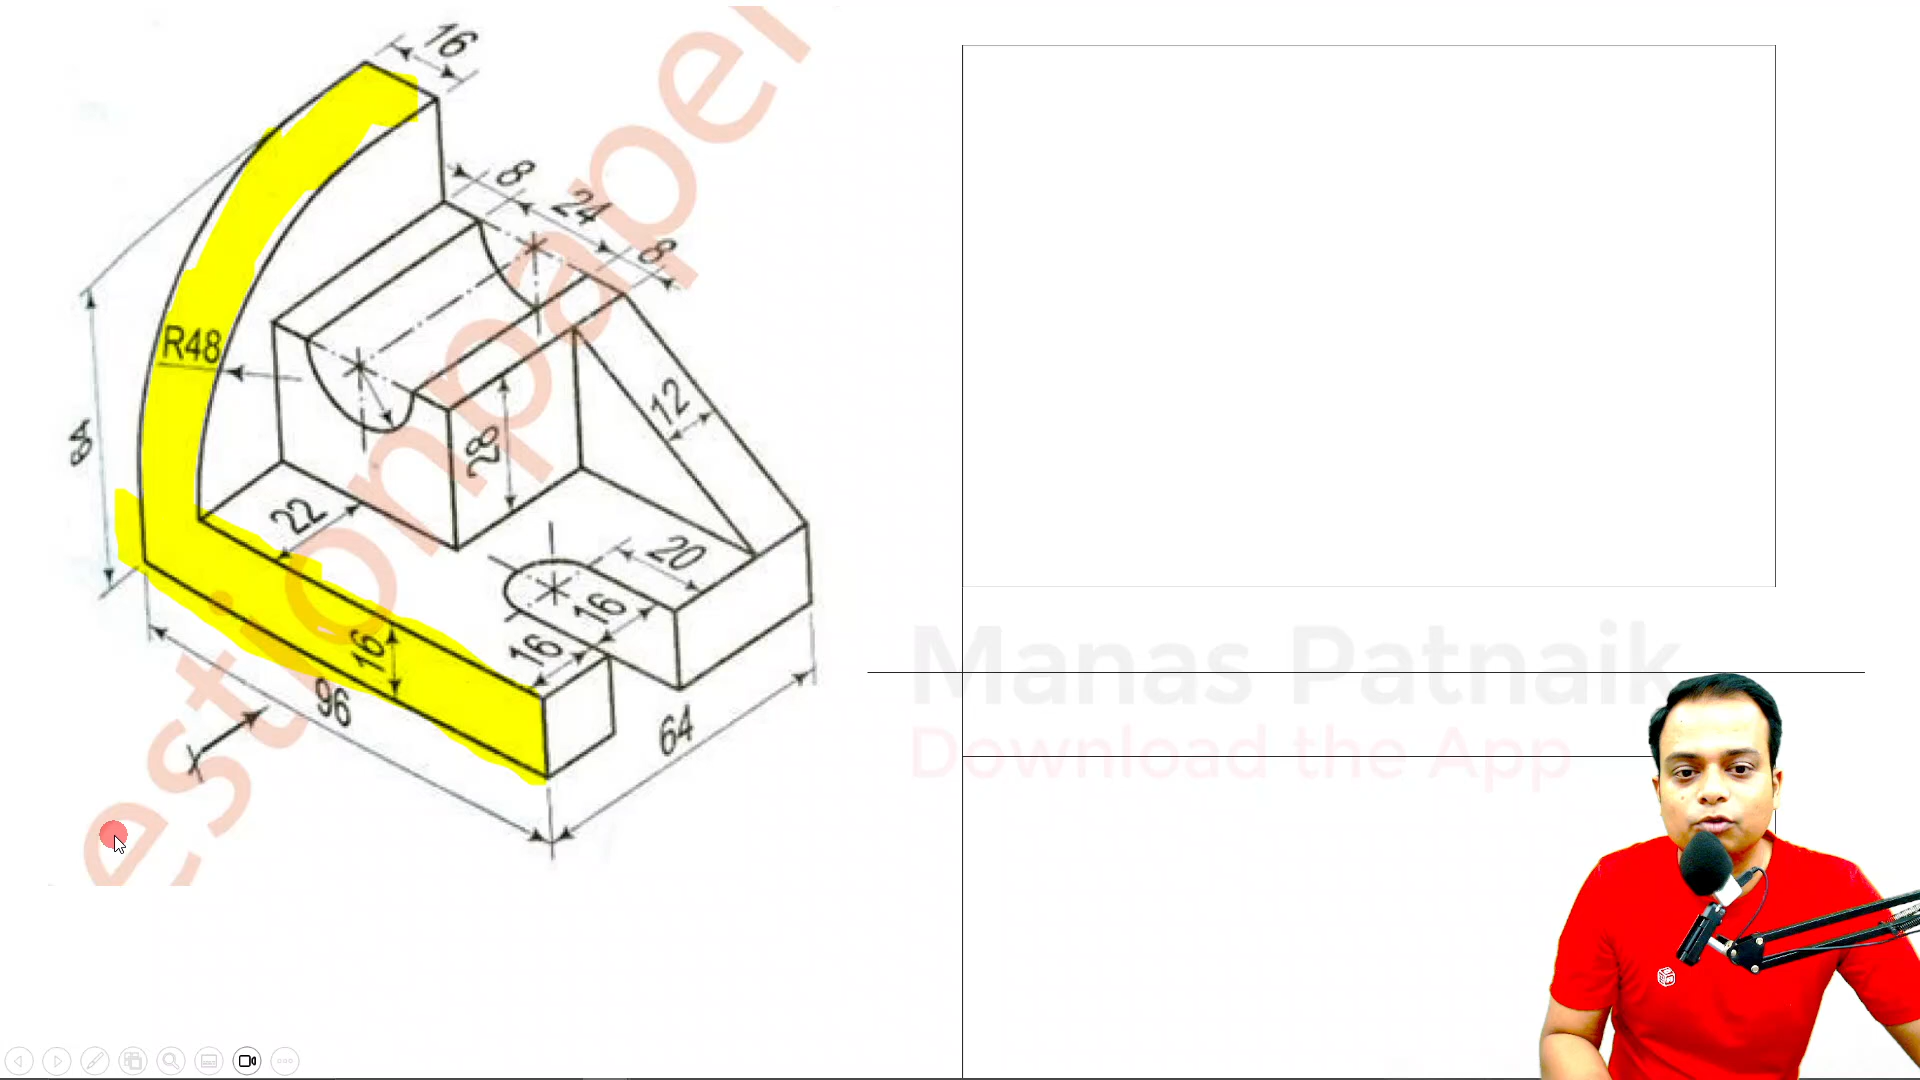 16
8
24
8
R48
64
12
28
22
20
16
16
16
96
64
X
estionpaper
Manas Patnaik
Download the App